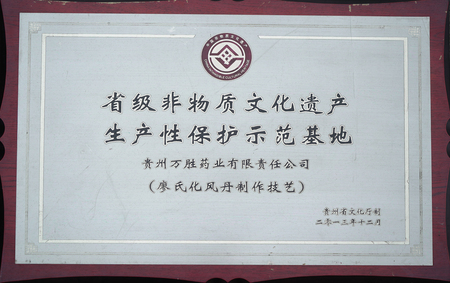 省级非物质文化遗产
生产性保护示范基地
贵州万胜药业有限责任公司
（廖氏化风丹制作技艺）
贵州省文化厅制
二零一三年十二月